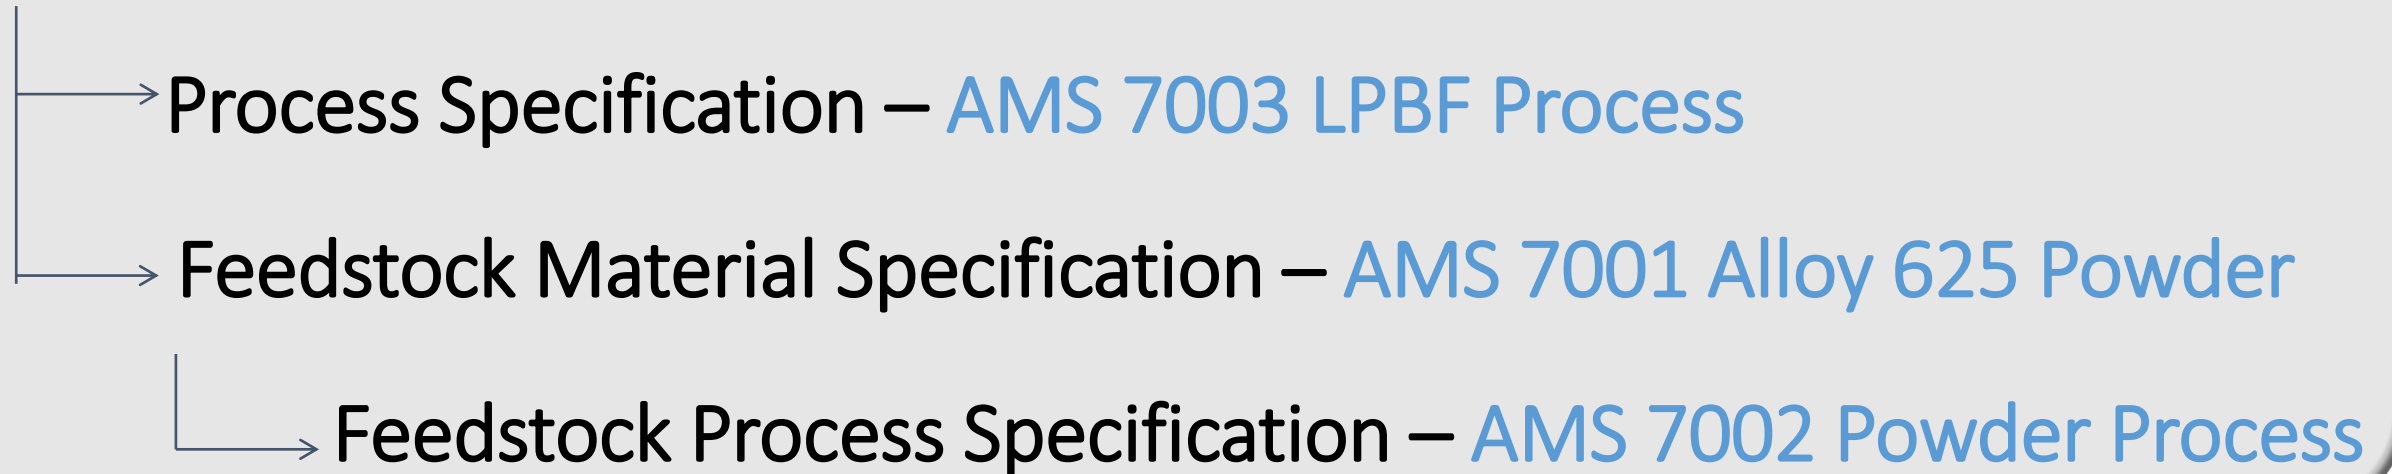 Process Specification – AMS 7003 LPBF Process
Feedstock Material Specification – AMS 7001 Alloy 625 Powder
Feedstock Process Specification – AMS 7002 Powder Process